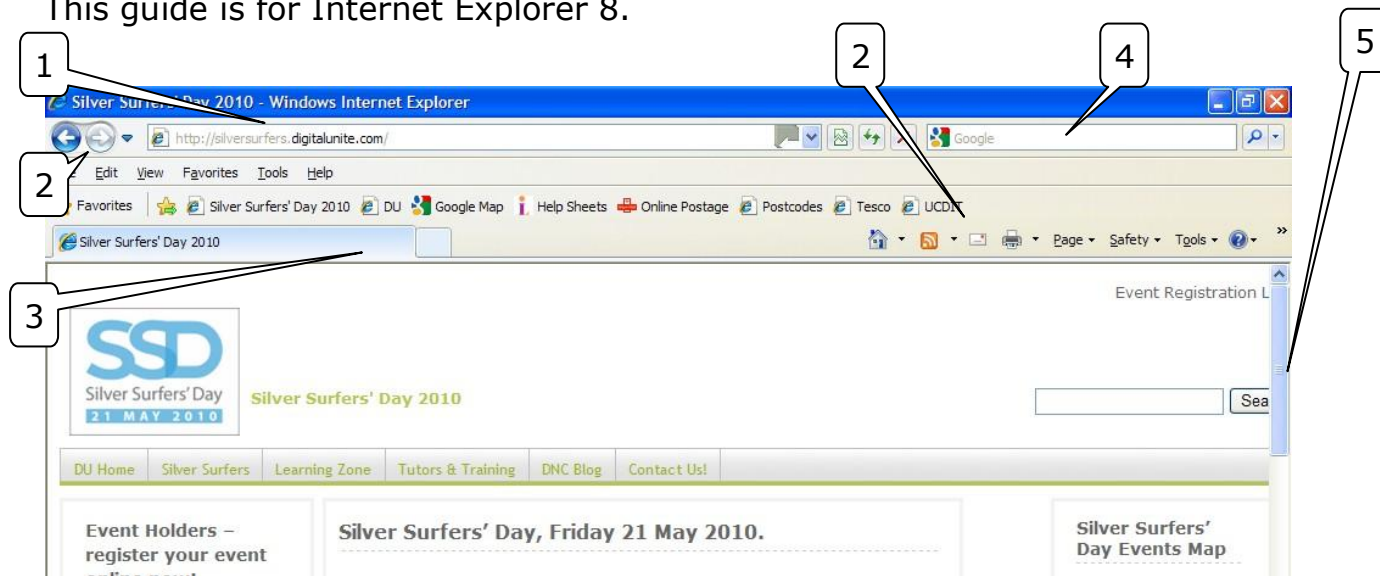 This guide is for Internet Explorer 8.
1
2
4
5
Silver Surfers' Day 2010 - Windows Internet Explorer
http://silversurfers.digitalunite.com/
Google
2
Edit View Favorites Tools Help
Favorites Silver Surfers' Day 2010 DU Google Map Help Sheets Online Postage Postcodes Tesco UCDIT
Silver Surfers' Day 2010
Page Safety Tools »
3
Event Registration L
SSD
Silver Surfers' Day
21 MAY 2010
Silver Surfers' Day 2010
Sea
DU Home Silver Surfers Learning Zone Tutors & Training DNC Blog Contact Us!
Event Holders –
register your event
online now!
Silver Surfers' Day, Friday 21 May 2010.
Silver Surfers'
Day Events Map